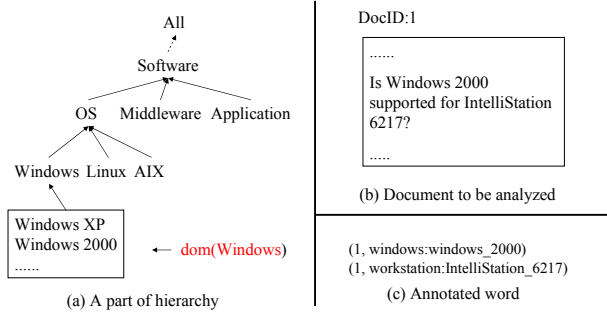 All
Software
OS Middleware Application
Windows Linux AIX
Windows XP
Windows 2000
......
dom(Windows)
(a) A part of hierarchy
DocID:1
......
Is Windows 2000
supported for IntelliStation
6217?
.....
(b) Document to be analyzed
(1, windows:windows_2000)
(1, workstation:IntelliStation_6217)
(c) Annotated word